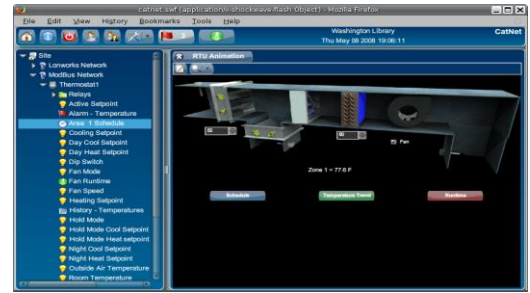 catnet.swf (application/x-shockwave-flash Object) - Mozilla Firefox
File Edit View History Bookmarks Tools Help
Washington Library
Thu May 08 2008 19:06:11
CatNet
Site
Lonworks Network
ModBus Network
Thermostat1
Relays
Active Setpoint
Alarm - Temperature
Area 1 Schedule
Cooling Setpoint
Day Cool Setpoint
Day Heat Setpoint
Dip Switch
Fan Mode
Fan Runtime
Fan Speed
Heating Setpoint
History - Temperatures
Hold Mode
Hold Mode Cool Setpoint
Hold Mode Heat setpoint
Night Cool Setpoint
Night Heat Setpoint
Outside Air Temperature
Room Temperature
RTU Animation
Fan
Zone 1 = 77.6 F
Schedule
Temperature Trend
Runtime